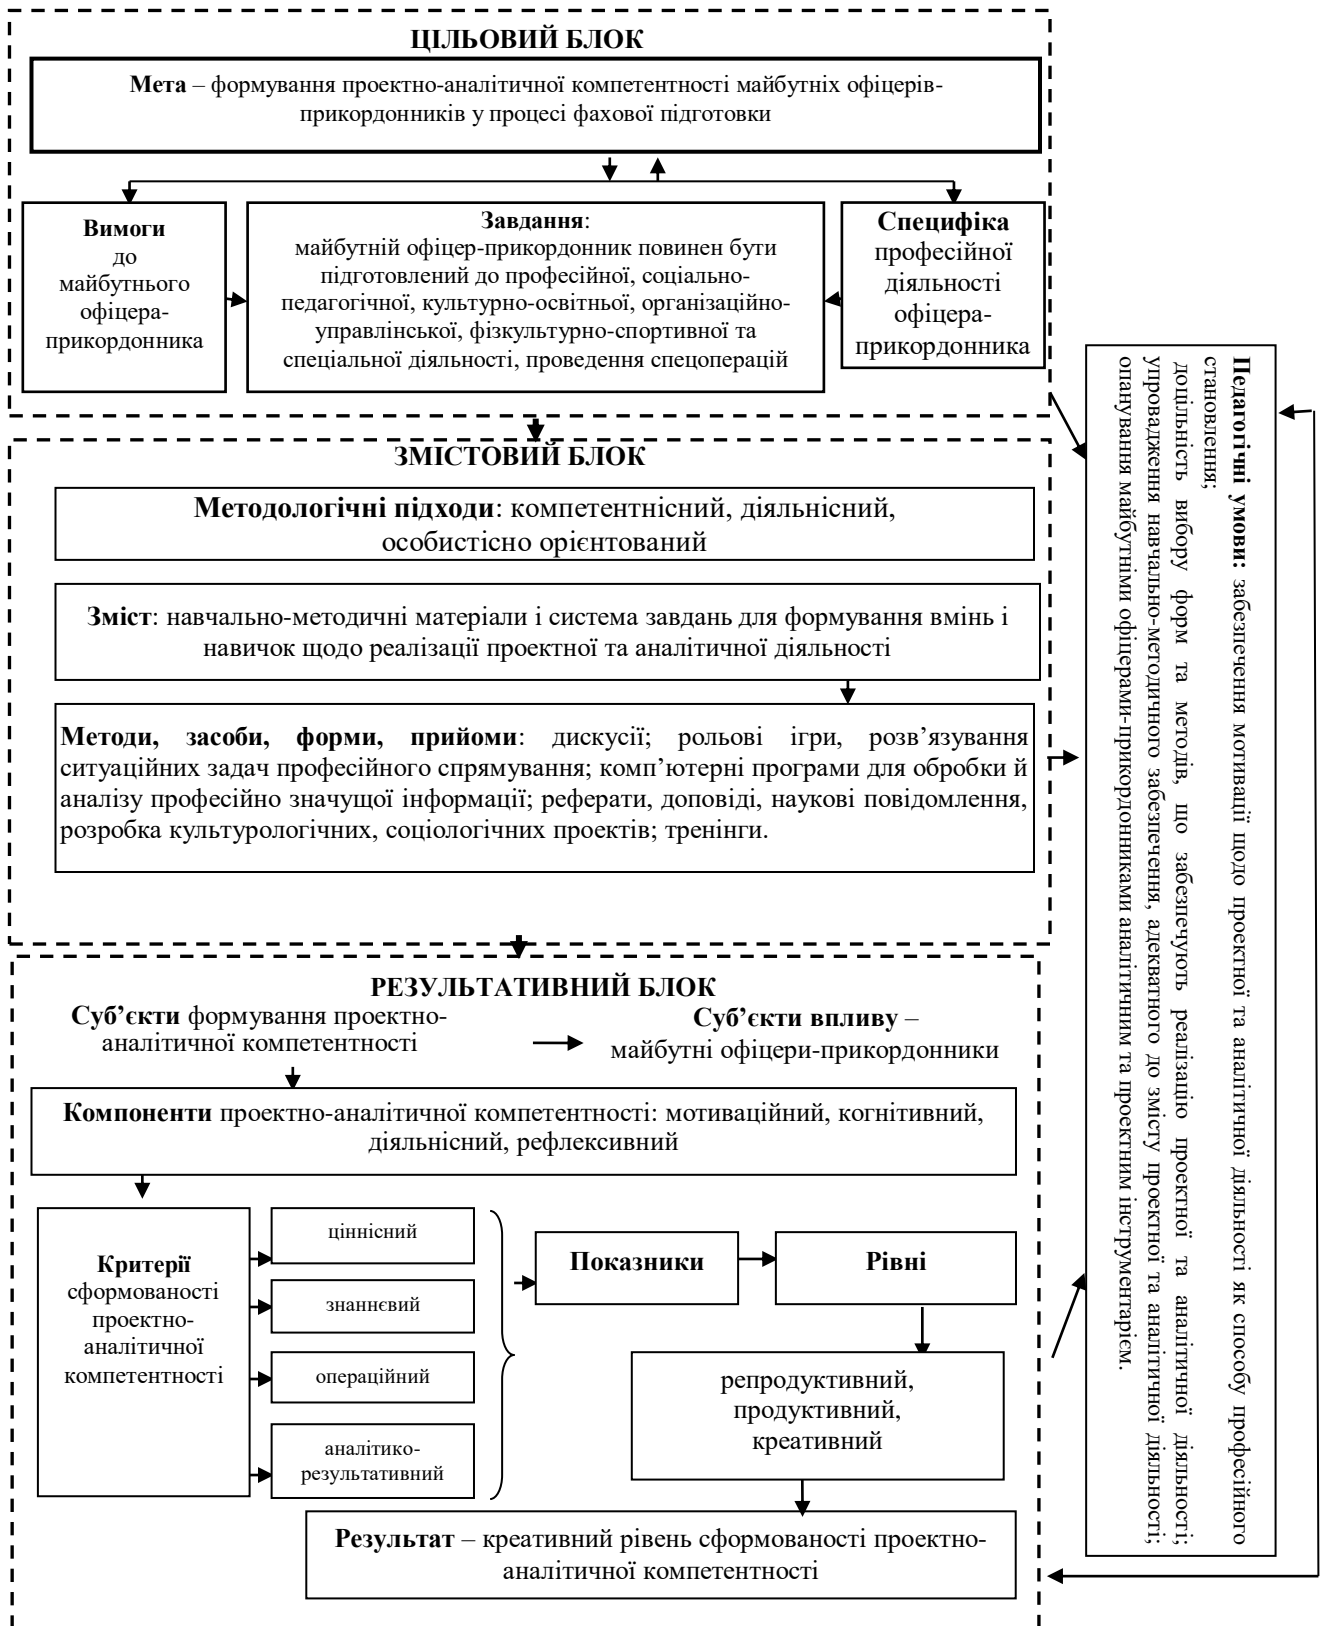 ЦІЛЬОВИЙ БЛОК
Мета – формування проектно-аналітичної компетентності майбутніх офіцерів-
прикордонників у процесі фахової підготовки
Вимоги
до
майбутнього
офіцера-
прикордонника
Завдання:
майбутній офіцер-прикордонник повинен бути
підготовлений до професійної, соціально-
педагогічної, культурно-освітньої, організаційно-
управлінської, фізкультурно-спортивної та
спеціальної діяльності, проведення спецоперацій
Специфіка
професійної
діяльності
офіцера-
прикордонника
ЗМІСТОВИЙ БЛОК
Методологічні підходи: компетентнісний, діяльнісний,
особистісно орієнтований
Зміст: навчально-методичні матеріали і система завдань для формування вмінь і
навичок щодо реалізації проектної та аналітичної діяльності
Методи, засоби, форми, прийоми: дискусії; рольові ігри, розв'язування
ситуаційних задач професійного спрямування; комп'ютерні програми для обробки й
аналізу професійно значущої інформації; реферати, доповіді, наукові повідомлення,
розробка культурологічних, соціологічних проектів; тренінги.
РЕЗУЛЬТАТИВНИЙ БЛОК
Суб’єкти формування проектно-
аналітичної компетентності
Суб’єкти впливу –
майбутні офіцери-прикордонники
Компоненти проектно-аналітичної компетентності: мотиваційний, когнітивний,
діяльнісний, рефлексивний
Критерії
сформованості
проектно-
аналітичної
компетентності
ціннісний
знаннєвий
операційний
аналітико-
результативний
Показники
Рівні
репродуктивний,
продуктивний,
креативний
Результат – креативний рівень сформованості проектно-
аналітичної компетентності
Педагогічні умови: забезпечення мотивації щодо проектної та аналітичної діяльності як способу професійного
становлення;
доцільність вибору форм та методів, що забезпечують реалізацію проектної та аналітичної діяльності;
упровадження навчально-методичного забезпечення, адекватного до змісту проектної та аналітичної діяльності;
опанування майбутніми офіцерами-прикордонниками аналітичним та проектним інструментарієм.